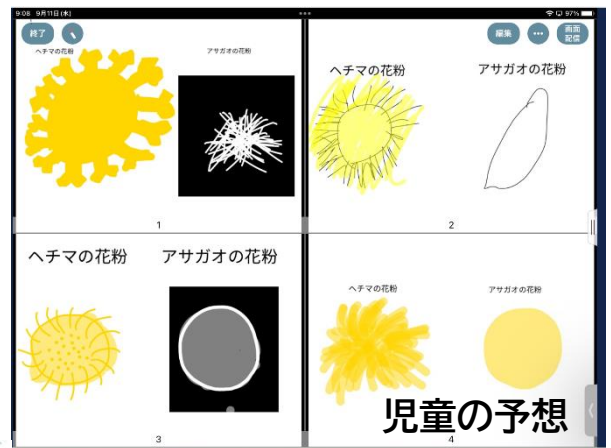 9:08 9月11日(水)
97%
終了
編集
画面
配信
ヘチマの花粉
アサガオの花粉
1
ヘチマの花粉
アサガオの花粉
2
ヘチマの花粉
アサガオの花粉
3
ヘチマの花粉
アサガオの花粉
児童の予想
4